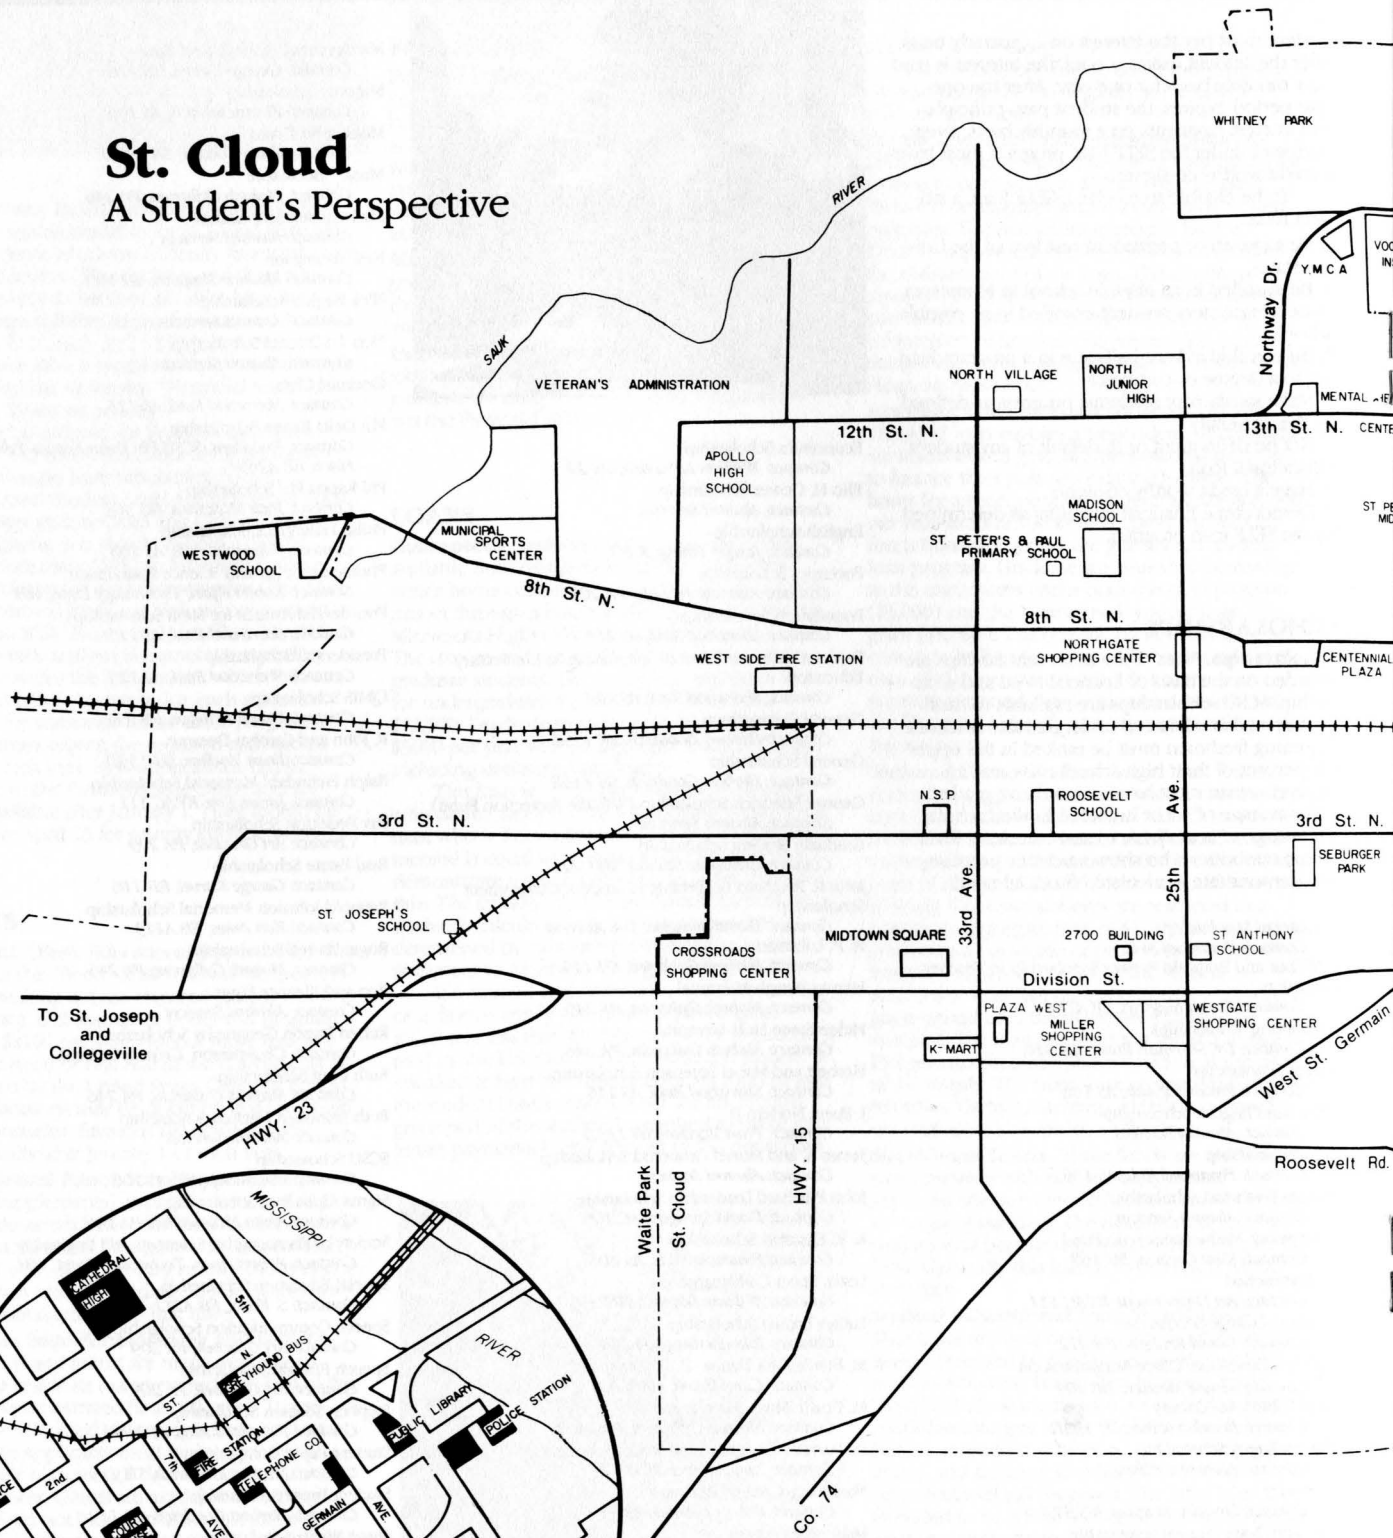 St. Cloud
A Student's Perspective
WHITNEY PARK
RIVER
SAUK
Y.M.C.A
Northway Dr.
VETERAN'S ADMINISTRATION
NORTH VILLAGE
NORTH
JUNIOR
HIGH
MENTAL
12th St. N.
13th St. N.
APOLLO
HIGH
SCHOOL
MADISON
SCHOOL
MUNICIPAL
SPORTS
CENTER
WESTWOOD
SCHOOL
ST. PETER'S & PAUL
PRIMARY SCHOOL
8th St. N.
8th St. N.
NORTHGATE
SHOPPING CENTER
CENTENNIAL
PLAZA
WEST SIDE FIRE STATION
N S P
ROOSEVELT
SCHOOL
25th Ave.
3rd St. N.
3rd St. N.
SEBURGER
PARK
ST. JOSEPH'S
SCHOOL
33rd Ave.
MIDTOWN SQUARE
2700 BUILDING
ST ANTHONY
SCHOOL
CROSSROADS
SHOPPING CENTER
Division St.
To St. Joseph
and
Collegeville
PLAZA WEST
MILLER
SHOPPING
CENTER
WESTGATE
SHOPPING CENTER
K-MART
West St. Germain
HWY. 23
HWY. 15
Roosevelt Rd.
Waite Park
St. Cloud
MISSISSIPPI
RIVER
CATHEDRAL
HIGH
5th
N
ST.
GREYHOUND BUS
PUBLIC LIBRARY
POLICE STATION
FIRE STATION
TELEPHONE CO.
7th
2nd
AVE
GERMAIN
AVE
COURT
Co. 74